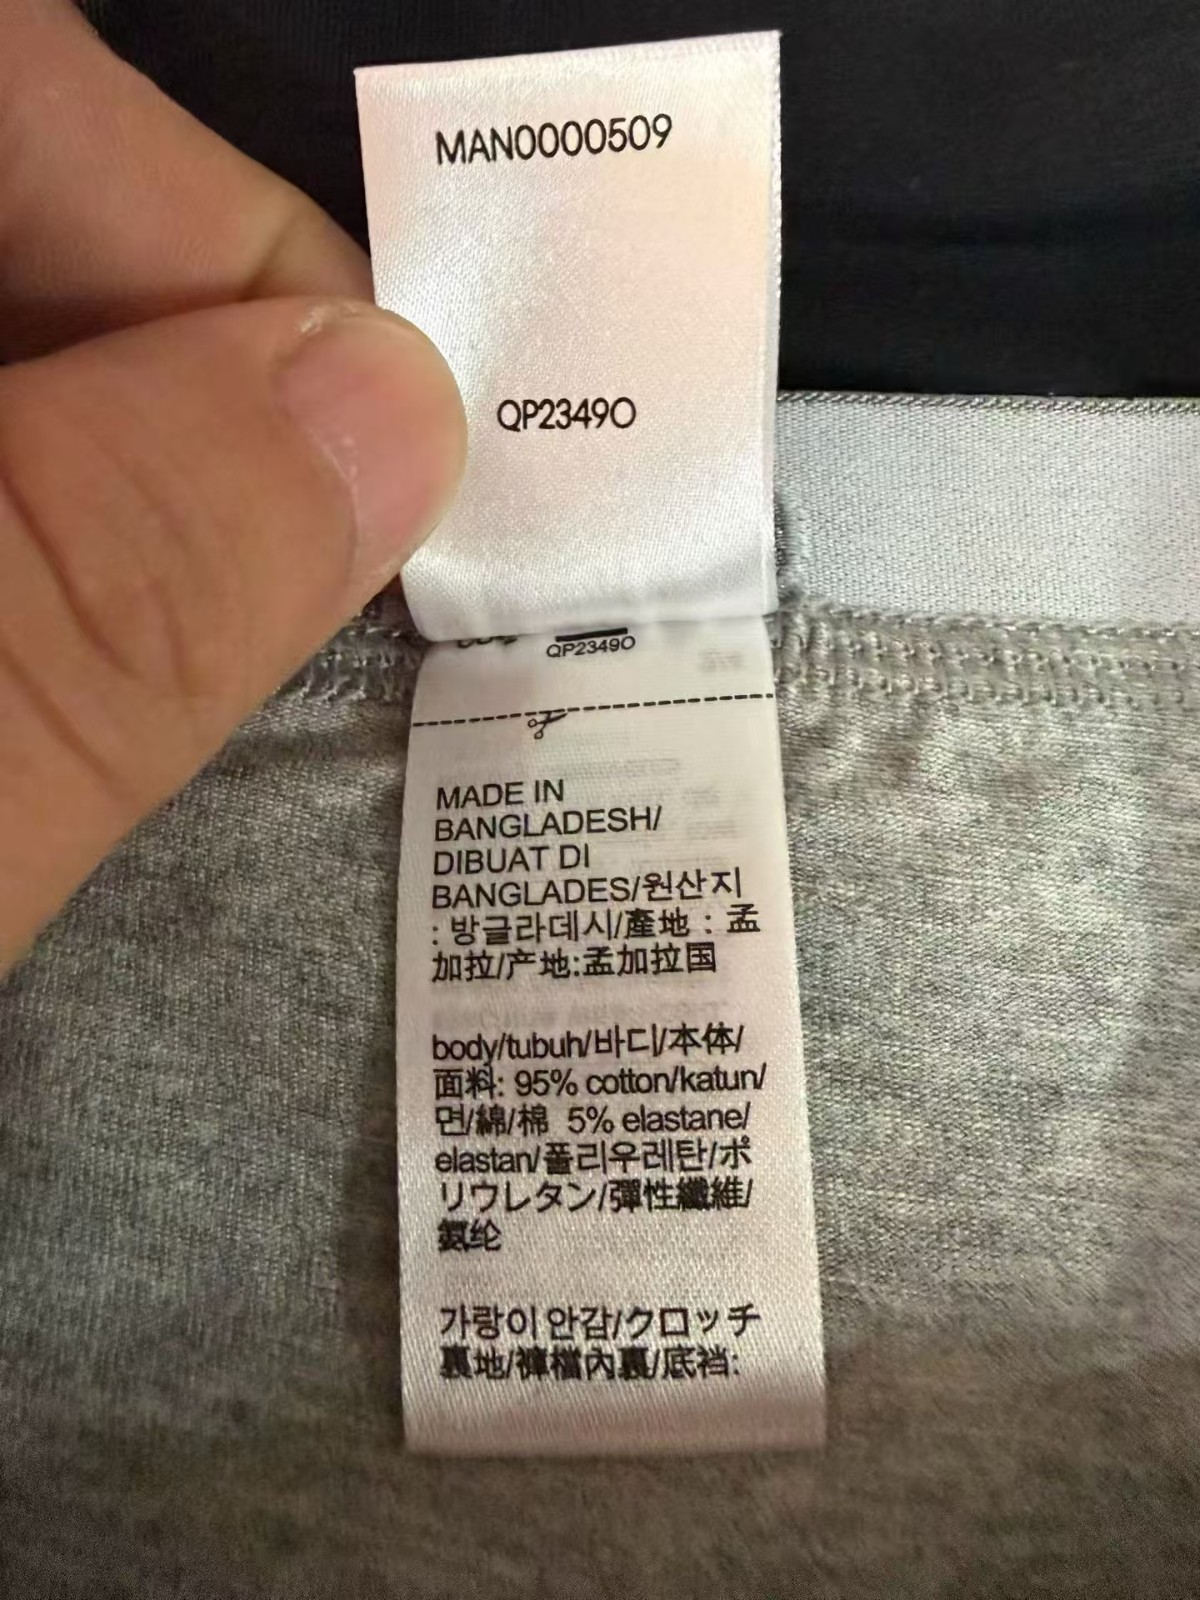 MAN0000509
QP2349O
QP2349O
MADE IN
BANGLADESH/
DIBUAT DI
BANGLADES/원산지
: 방글라데시/產地 : 孟
加拉/产地:孟加拉国
body/tubuh/바디/本体/
面料: 95% cotton/katun/
면/綿/棉 5% elastane/
elastan/폴리우레탄/ポ
リウレタン/彈性纖維/
氨纶
가랑이 안감/クロッチ
裏地/褲檔內裏/底裆: